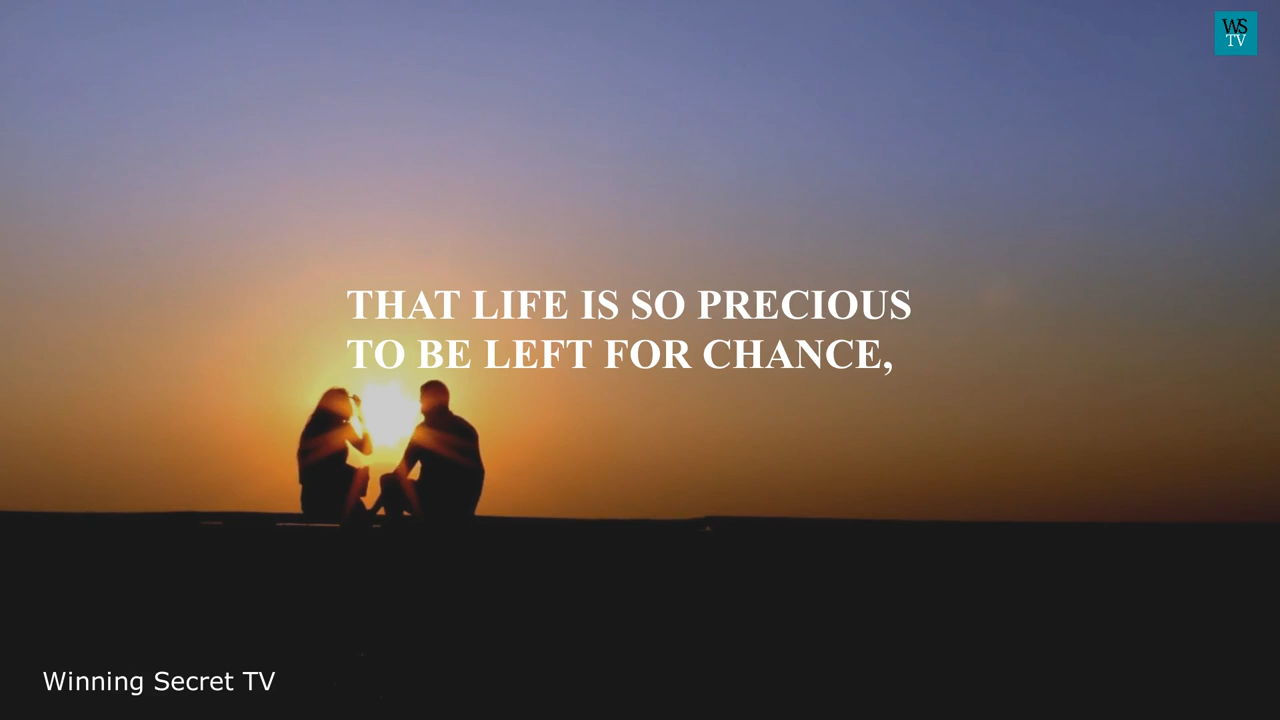 WS
TV
THAT LIFE IS SO PRECIOUS
TO BE LEFT FOR CHANCE,
Winning Secret TV